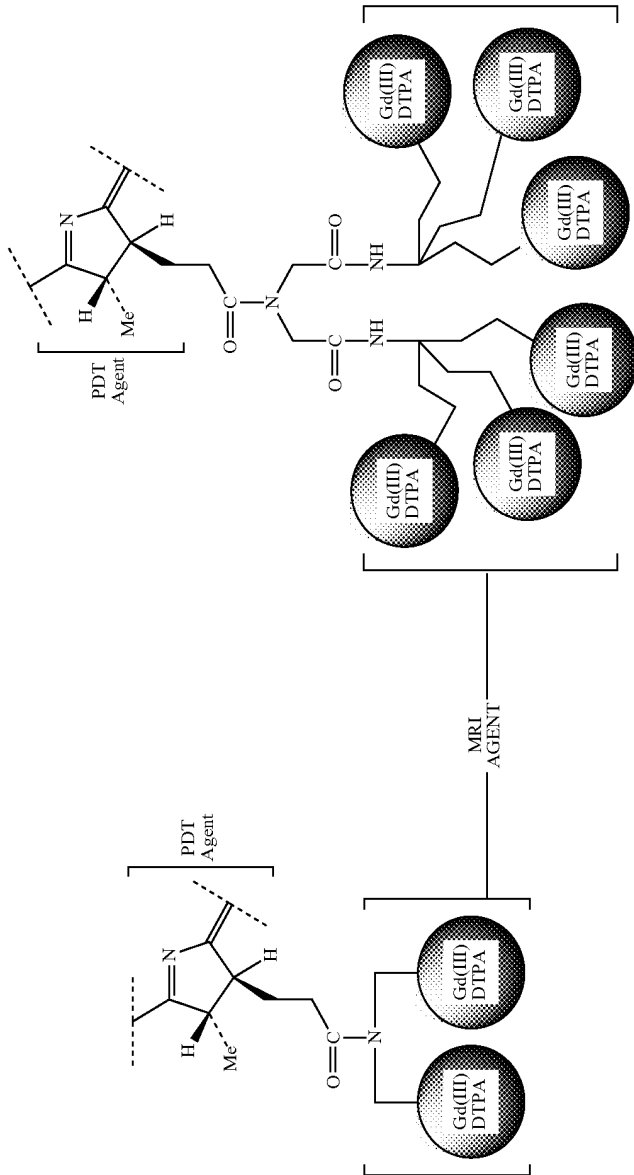 PDT
Agent
N
H
H
Me
O
C
N
Gd(III)
DTPA
Gd(III)
DTPA
MRI
AGENT
PDT
Agent
N
H
H
Me
O
C
N
O
C
C
O
NH
NH
Gd(III)
DTPA
Gd(III)
DTPA
Gd(III)
DTPA
Gd(III)
DTPA
Gd(III)
DTPA
Gd(III)
DTPA